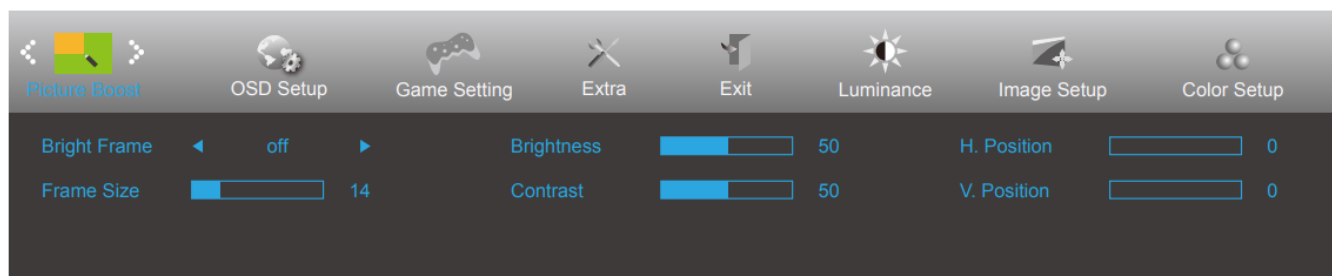 Picture Boost OSD Setup Game Setting Extra Exit Luminance Image Setup Color Setup
Bright Frame off Brightness 50 H. Position 0
Frame Size 14 Contrast 50 V. Position 0